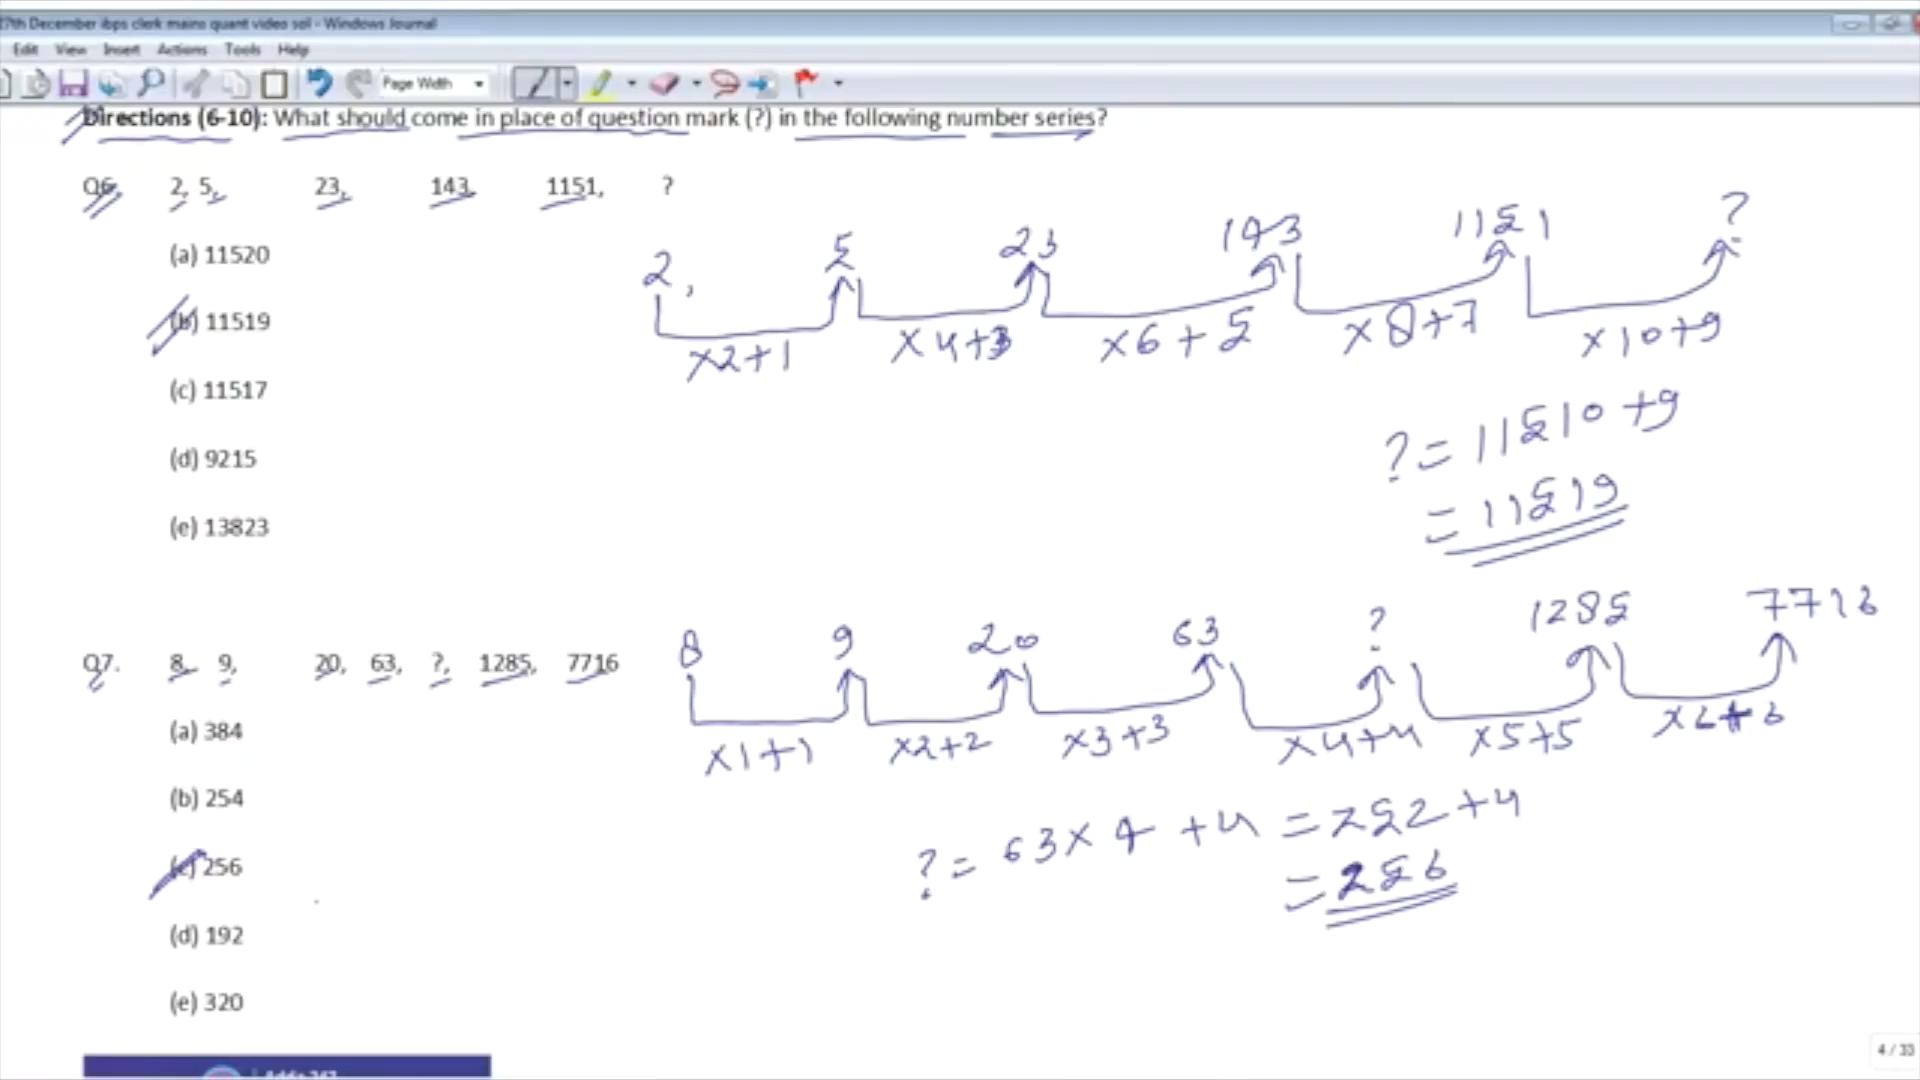 27th December ibps clerk mains quant video sol - Windows Journal
Edit View Insert Actions Tools Help
Page Width
Directions (6-10): What should come in place of question mark (?) in the following number series?
Q6. 2, 5, 23, 143, 1151, ?
(a) 11520
(b) 11519
(c) 11517
(d) 9215
(e) 13823
2, 5 23 143 1151 ?
×2+1 ×4+3 ×6+5 ×8+7 ×10+9
? = 11510+9
= 11519
Q7. 8, 9, 20, 63, ?, 1285, 7716
(a) 384
(b) 254
(c) 256
(d) 192
(e) 320
8 9 20 63 ? 1285 7716
×1+1 ×2+2 ×3+3 ×4+4 ×5+5 ×6+6
? = 63×4+4 = 252+4
= 256
4 / 33